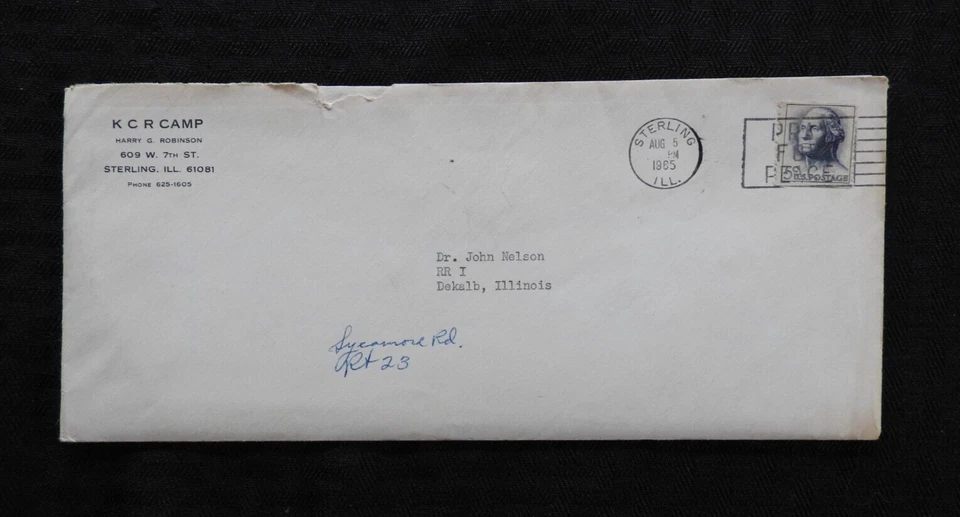 K C R CAMP
HARRY G. ROBINSON
609 W. 7TH ST.
STERLING, ILL. 61081
PHONE 625-1605
STERLING
AUG 5
PM
1965
ILL.
PRAY
FOR
PEACE
5¢ U.S. POSTAGE
Dr. John Nelson
RR I
Dekalb, Illinois
Sycamore Rd.
Rt 23